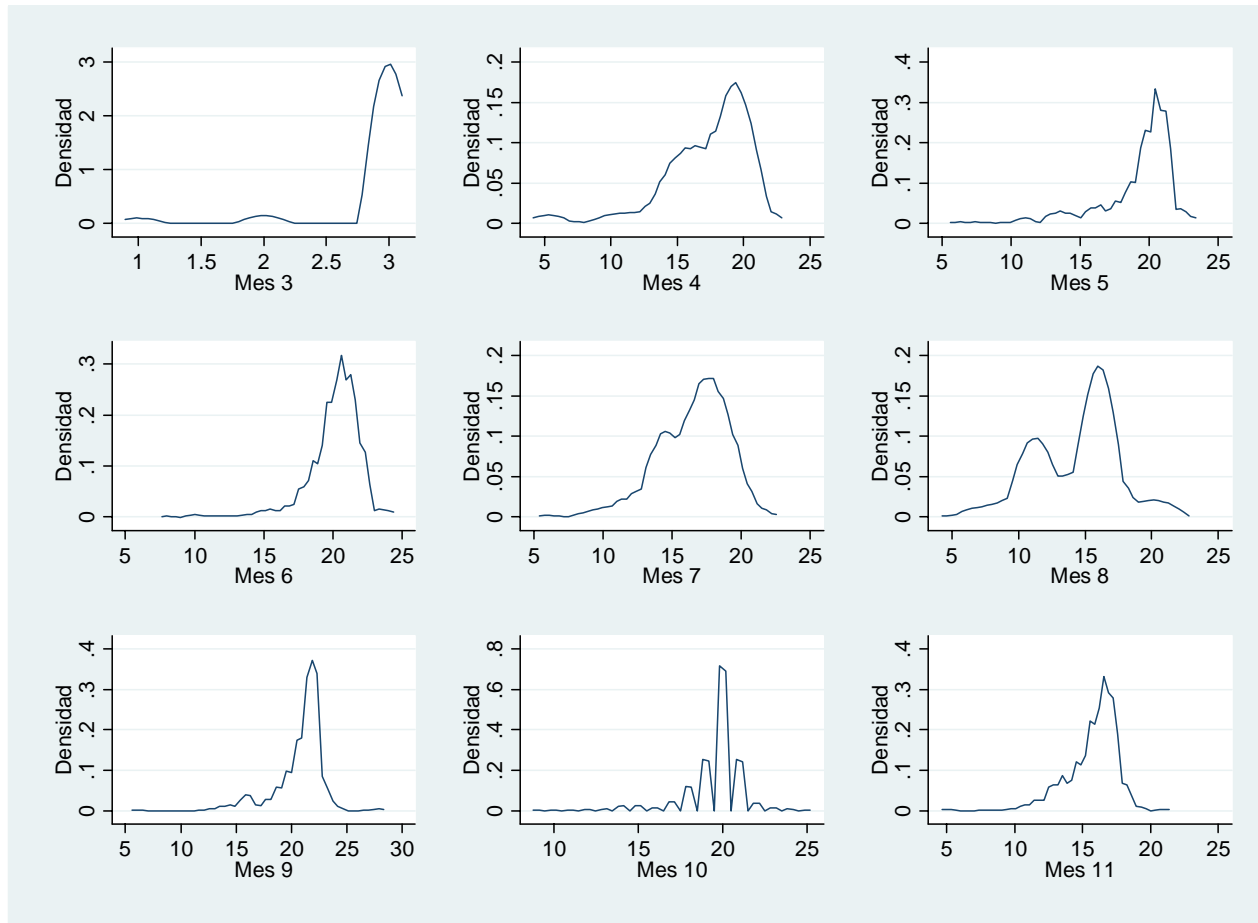 Densidad
0 1 2 3
1 1.5 2 2.5 3
Mes 3
Densidad
0 .05 .1 .15 .2
5 10 15 20 25
Mes 4
Densidad
0 .1 .2 .3 .4
5 10 15 20 25
Mes 5
Densidad
0 .1 .2 .3
5 10 15 20 25
Mes 6
Densidad
0 .05 .1 .15 .2
5 10 15 20 25
Mes 7
Densidad
0 .05 .1 .15 .2
5 10 15 20 25
Mes 8
Densidad
0 .1 .2 .3 .4
5 10 15 20 25 30
Mes 9
Densidad
0 .2 .4 .6 .8
10 15 20 25
Mes 10
Densidad
0 .1 .2 .3 .4
5 10 15 20 25
Mes 11